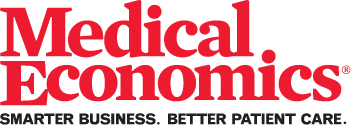 Medical
Economics®
SMARTER BUSINESS. BETTER PATIENT CARE.